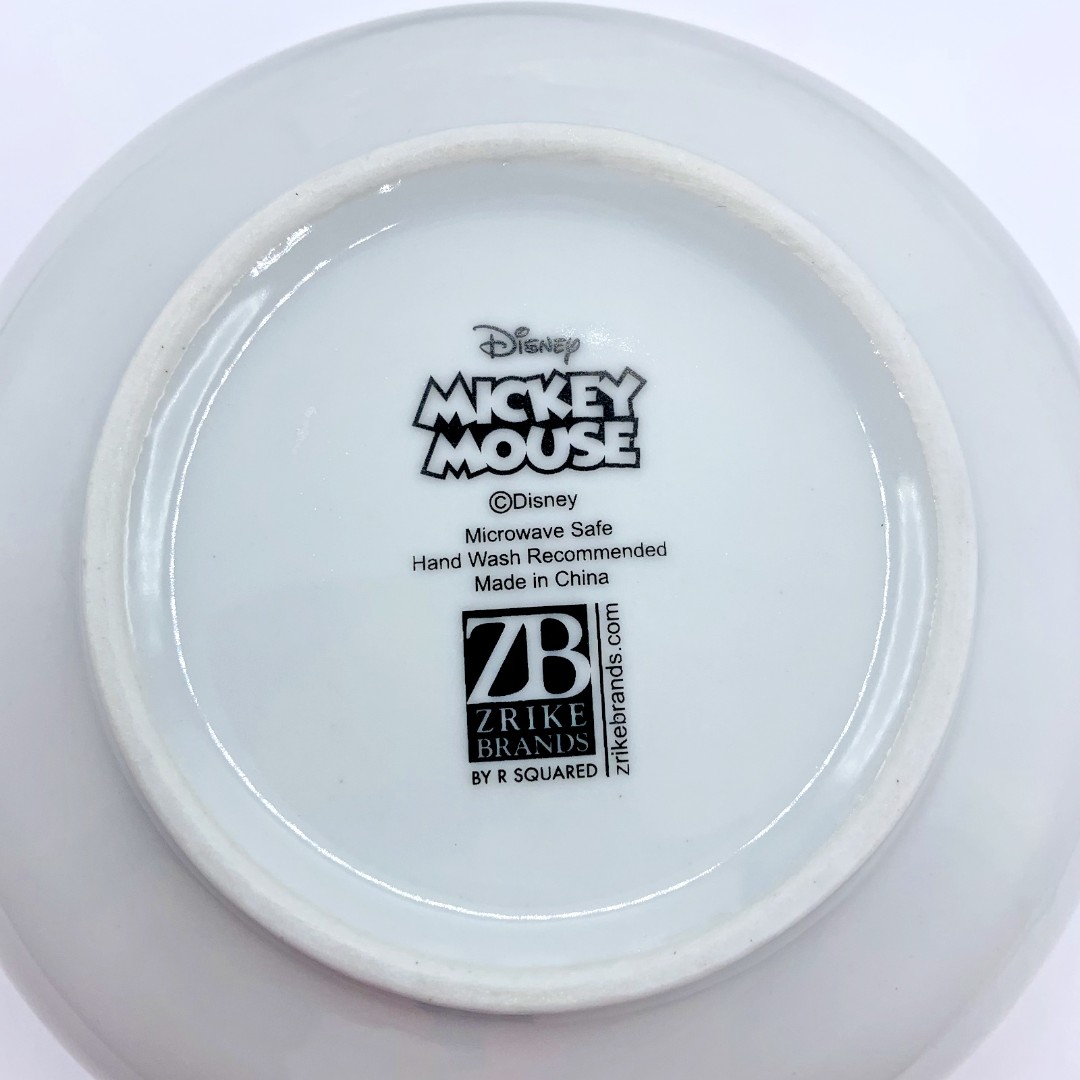 Disney
MICKEY
MOUSE
©Disney
Microwave Safe
Hand Wash Recommended
Made in China
ZB
ZRIKE
BRANDS
BY R SQUARED
zrikebrands.com